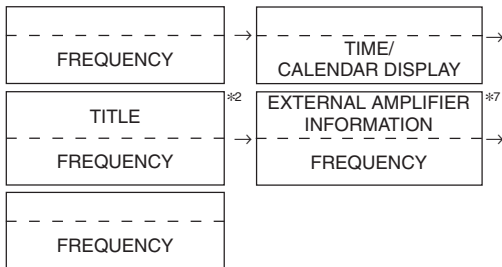 FREQUENCY
→
TIME/
CALENDAR DISPLAY
→
TITLE
*2
FREQUENCY
→
EXTERNAL AMPLIFIER
INFORMATION
*7
FREQUENCY
→
FREQUENCY